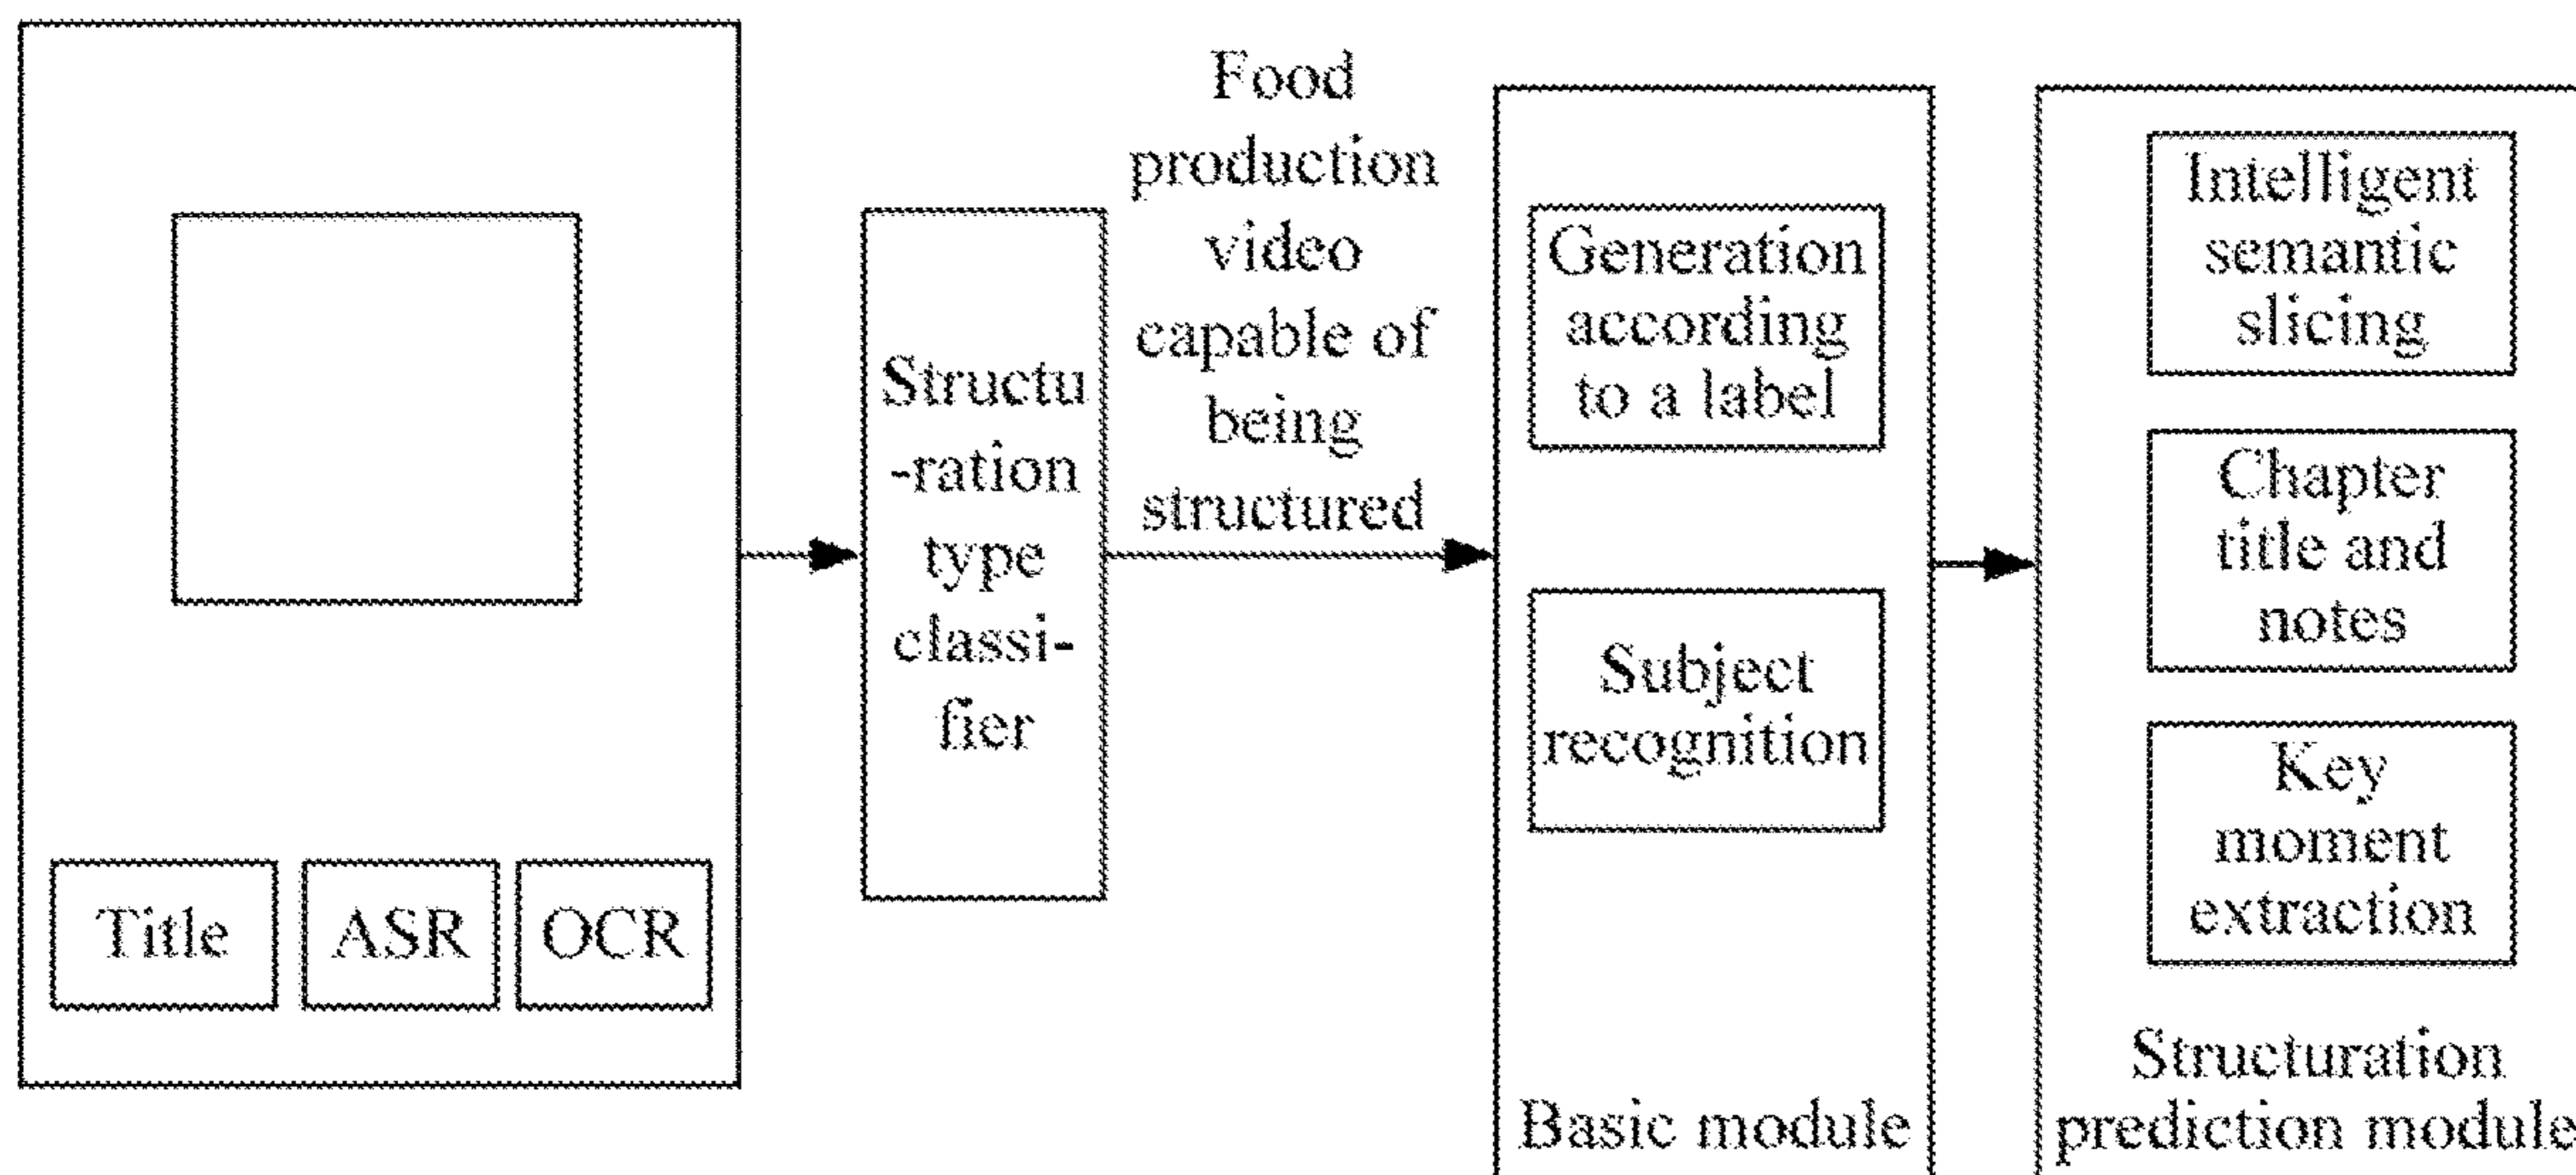 Title
ASR
OCR
Structu
-ration
type
classi-
fier
Food
production
video
capable of
being
structured
Generation
according
to a label
Subject
recognition
Basic module
Intelligent
semantic
slicing
Chapter
title and
notes
Key
moment
extraction
Structuration
prediction module